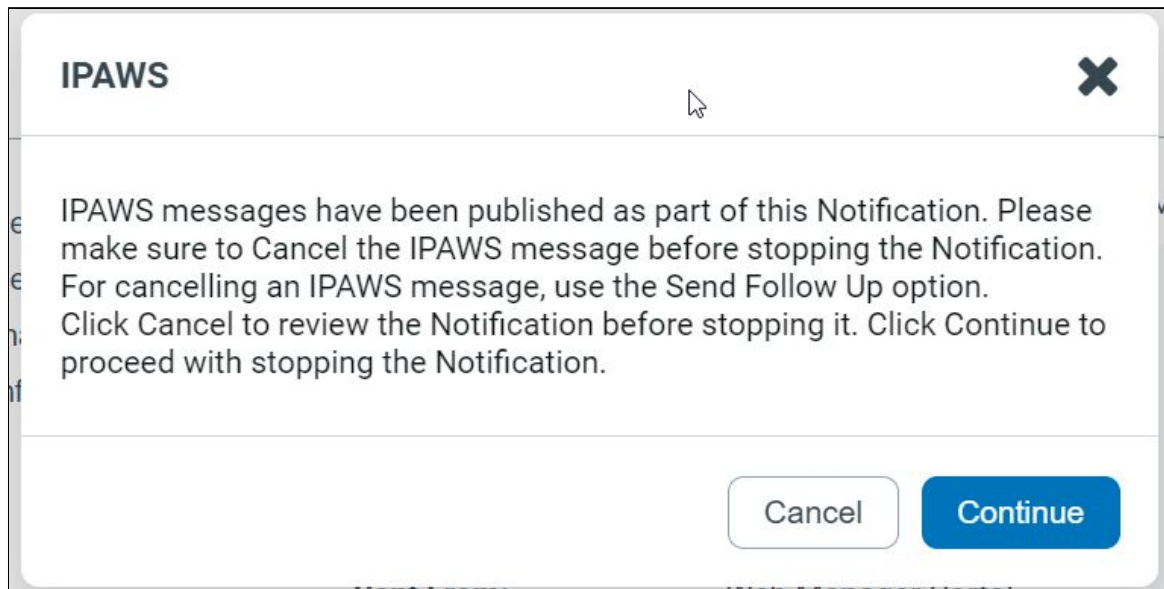 IPAWS
IPAWS messages have been published as part of this Notification. Please
make sure to Cancel the IPAWS message before stopping the Notification.
For cancelling an IPAWS message, use the Send Follow Up option.
Click Cancel to review the Notification before stopping it. Click Continue to
proceed with stopping the Notification.
Cancel
Continue